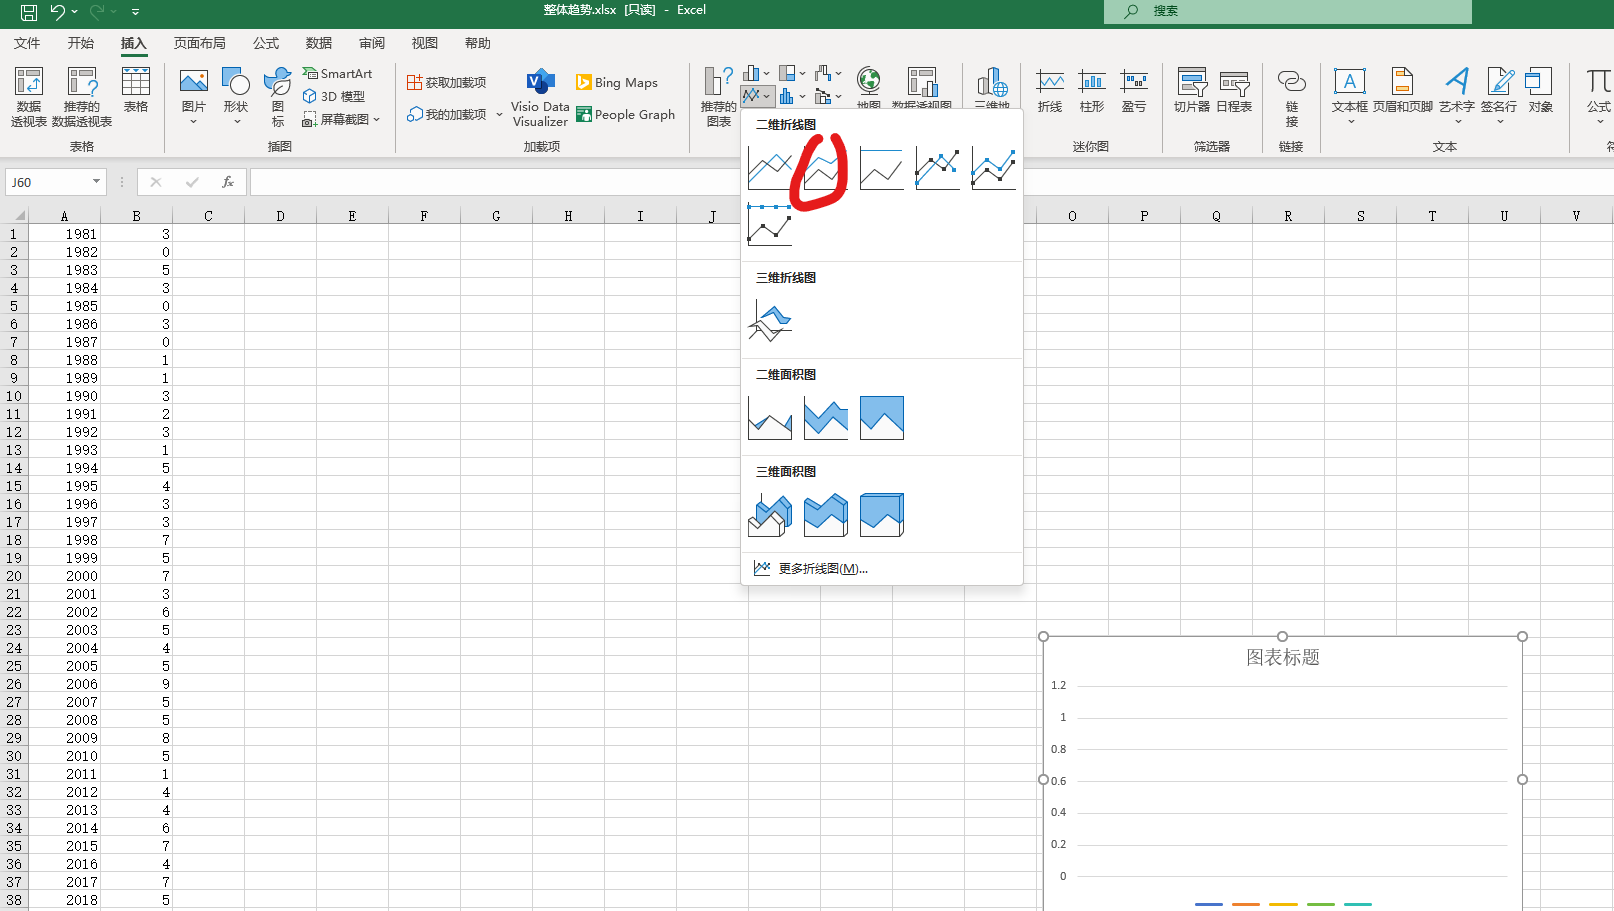 整体趋势.xlsx [只读] - Excel
搜索
文件 开始 插入 页面布局 公式 数据 审阅 视图 帮助
数据
透视表
推荐的
数据透视表
表格
表格
图片
形状
图
标
SmartArt
3D 模型
屏幕截图
插图
获取加载项
我的加载项
Visio Data
Visualizer
Bing Maps
People Graph
加载项
推荐的
图表
地图
数据透视图
三维地
折线
柱形
盈亏
迷你图
切片器
日程表
筛选器
链
接
链接
文本框
页眉和页脚
艺术字
签名行
对象
文本
公式
J60
fx
二维折线图
三维折线图
二维面积图
三维面积图
更多折线图(M)...
A B C D E F G H I J O P Q R S T U V
1 1981 3
2 1982 0
3 1983 5
4 1984 3
5 1985 0
6 1986 3
7 1987 0
8 1988 1
9 1989 1
10 1990 3
11 1991 2
12 1992 3
13 1993 1
14 1994 5
15 1995 4
16 1996 3
17 1997 3
18 1998 7
19 1999 5
20 2000 7
21 2001 3
22 2002 6
23 2003 5
24 2004 4
25 2005 5
26 2006 9
27 2007 5
28 2008 5
29 2009 8
30 2010 5
31 2011 1
32 2012 4
33 2013 4
34 2014 6
35 2015 7
36 2016 4
37 2017 7
38 2018 5
图表标题
1.2
1
0.8
0.6
0.4
0.2
0